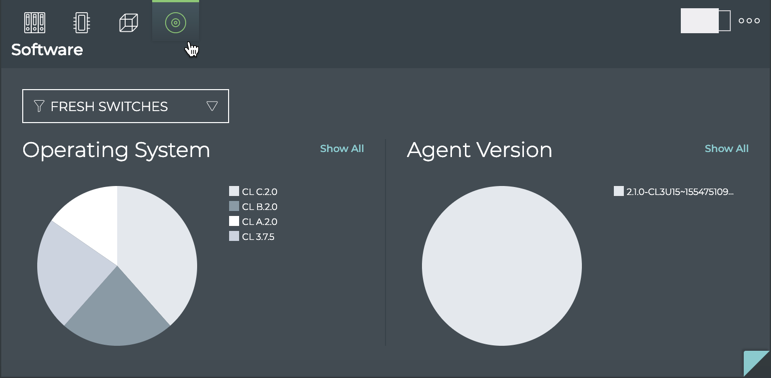 Software
FRESH SWITCHES
Operating System
Show All
CL C.2.0
CL B.2.0
CL A.2.0
CL 3.7.5
Agent Version
Show All
2.1.0-CL3U15~155475109...